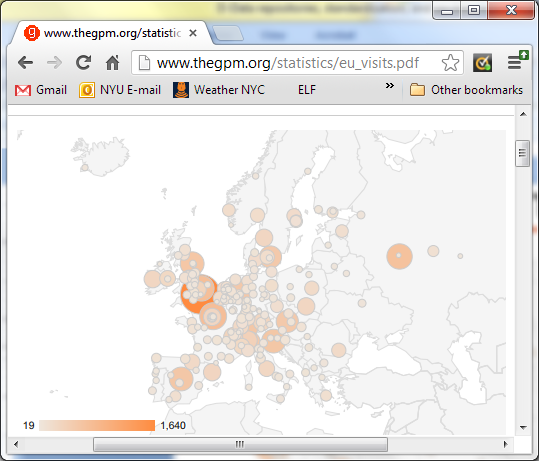 www.thegpm.org/statistic
www.thegpm.org/statistics/eu_visits.pdf
Gmail
NYU E-mail
Weather NYC
ELF
»
Other bookmarks
19
1,640